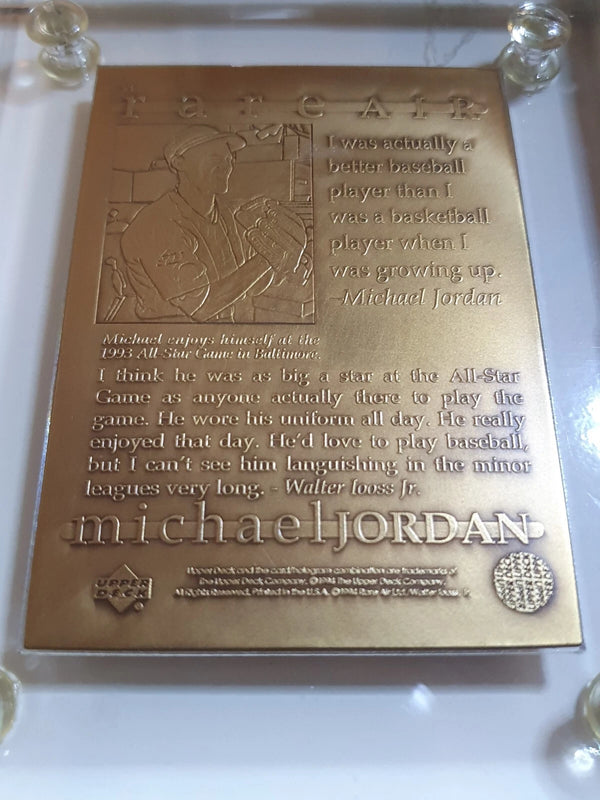 rare AIR
I was actually a
better baseball
player than I
was a basketball
player when I
was growing up.
-Michael Jordan
Michael enjoys himself at the
1993 All-Star Game in Baltimore.
I think he was as big a star at the All-Star
Game as anyone actually there to play the
game. He wore his uniform all day. He really
enjoyed that day. He'd love to play baseball,
but I can't see him languishing in the minor
leagues very long. - Walter Iooss Jr.
michaelJORDAN
Upper Deck and the card/hologram combination are trademarks of
the Upper Deck Company. ©1994 The Upper Deck Company.
All Rights Reserved. Printed in the U.S.A. ©1994 Rare Air Ltd./Walter Iooss, Jr.
UPPER
DECK
®